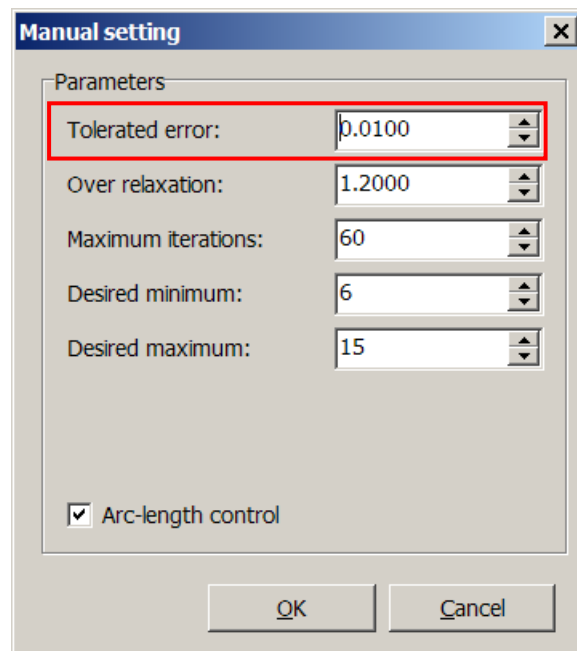 Manual setting
Parameters
Tolerated error: 0.0100
Over relaxation: 1.2000
Maximum iterations: 60
Desired minimum: 6
Desired maximum: 15
Arc-length control
OK Cancel